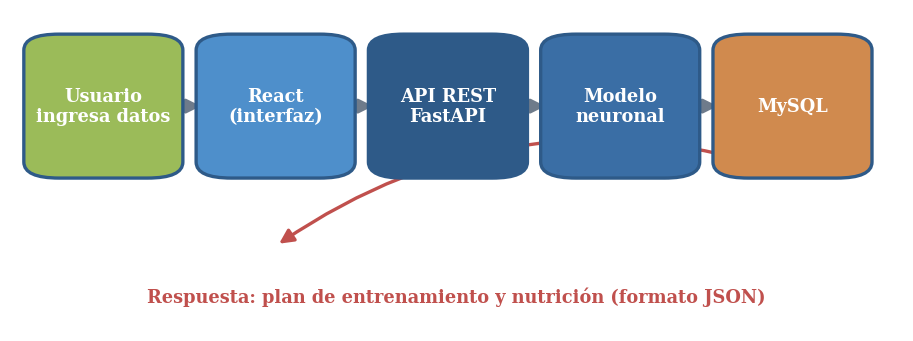 Usuario
ingresa datos
React
(interfaz)
API REST
FastAPI
Modelo
neuronal
MySQL
Respuesta: plan de entrenamiento y nutrición (formato JSON)